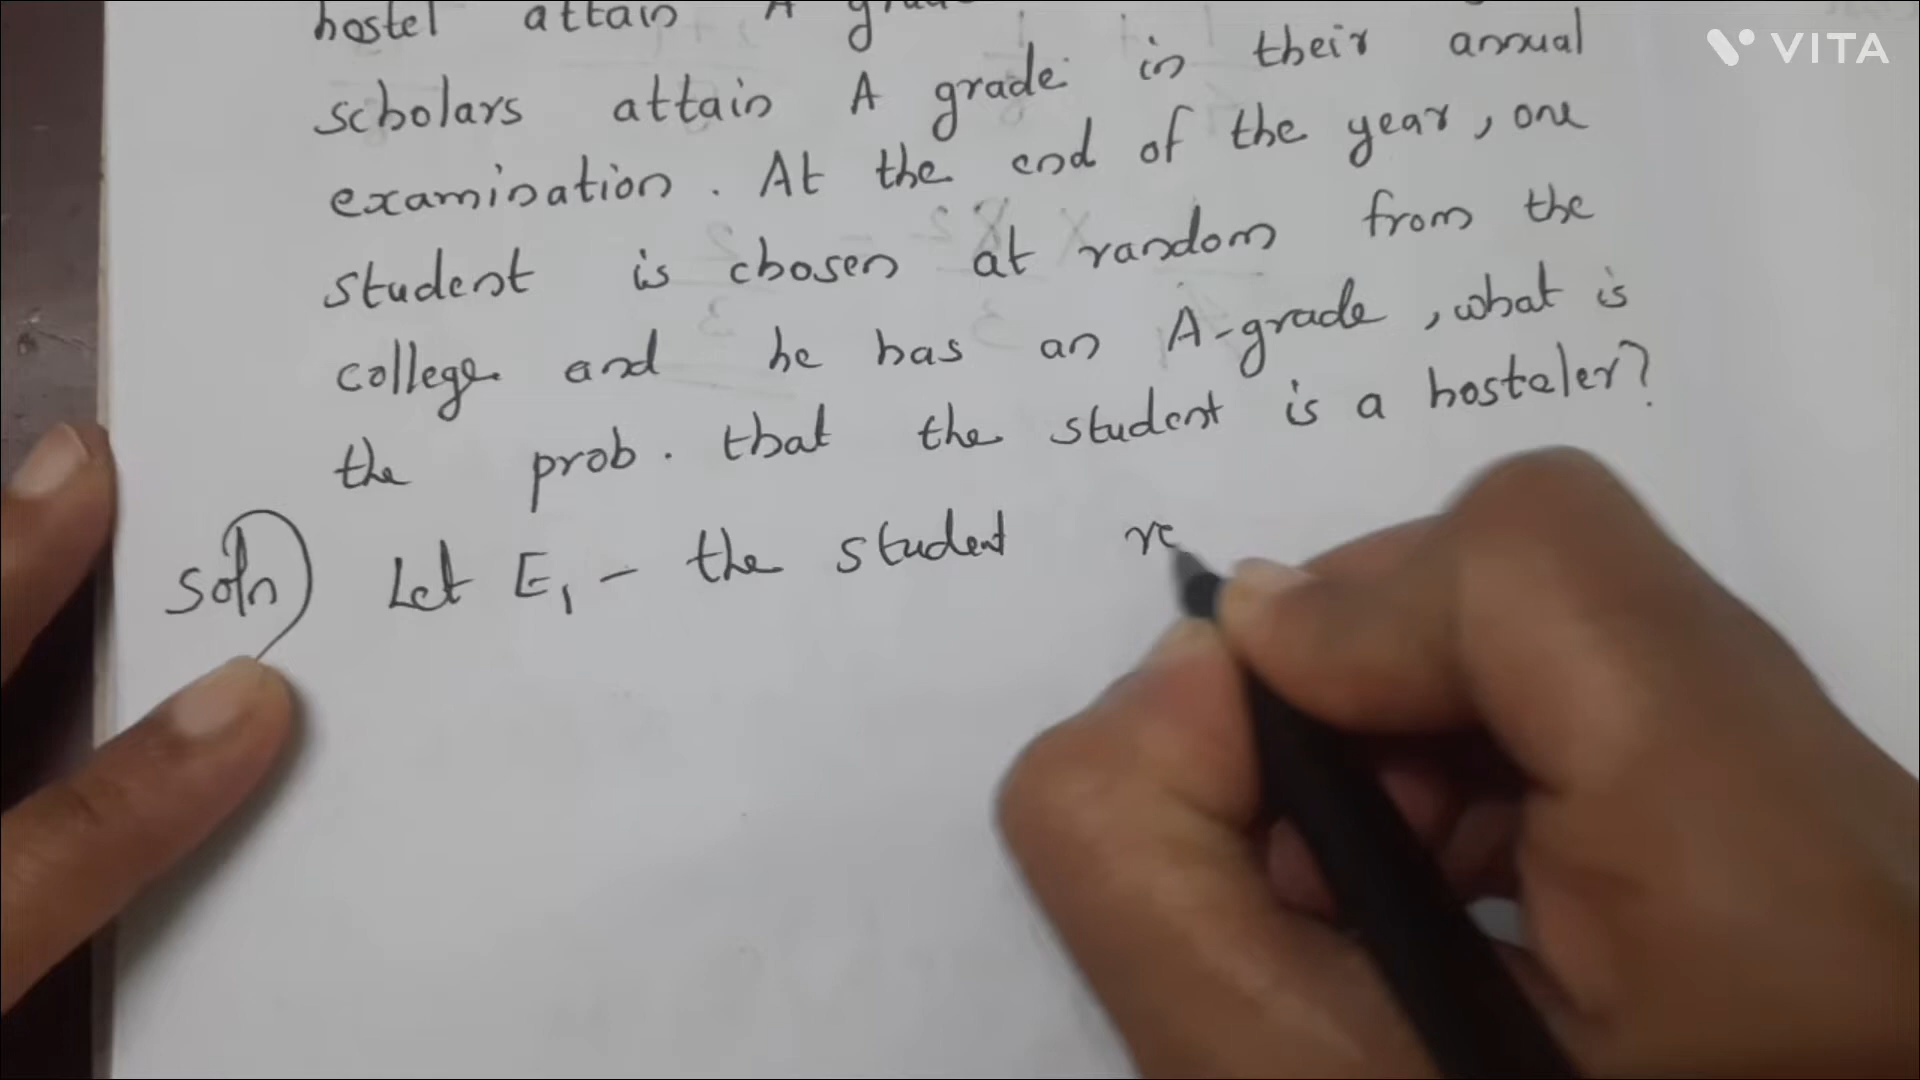 hostel attain A
VITA
scholars attain A grade in their annual
examination. At the end of the year, one
student is chosen at random from the
college and he has an A-grade, what is
the prob. that the student is a hosteler?
Soln) Let E₁ - the student re